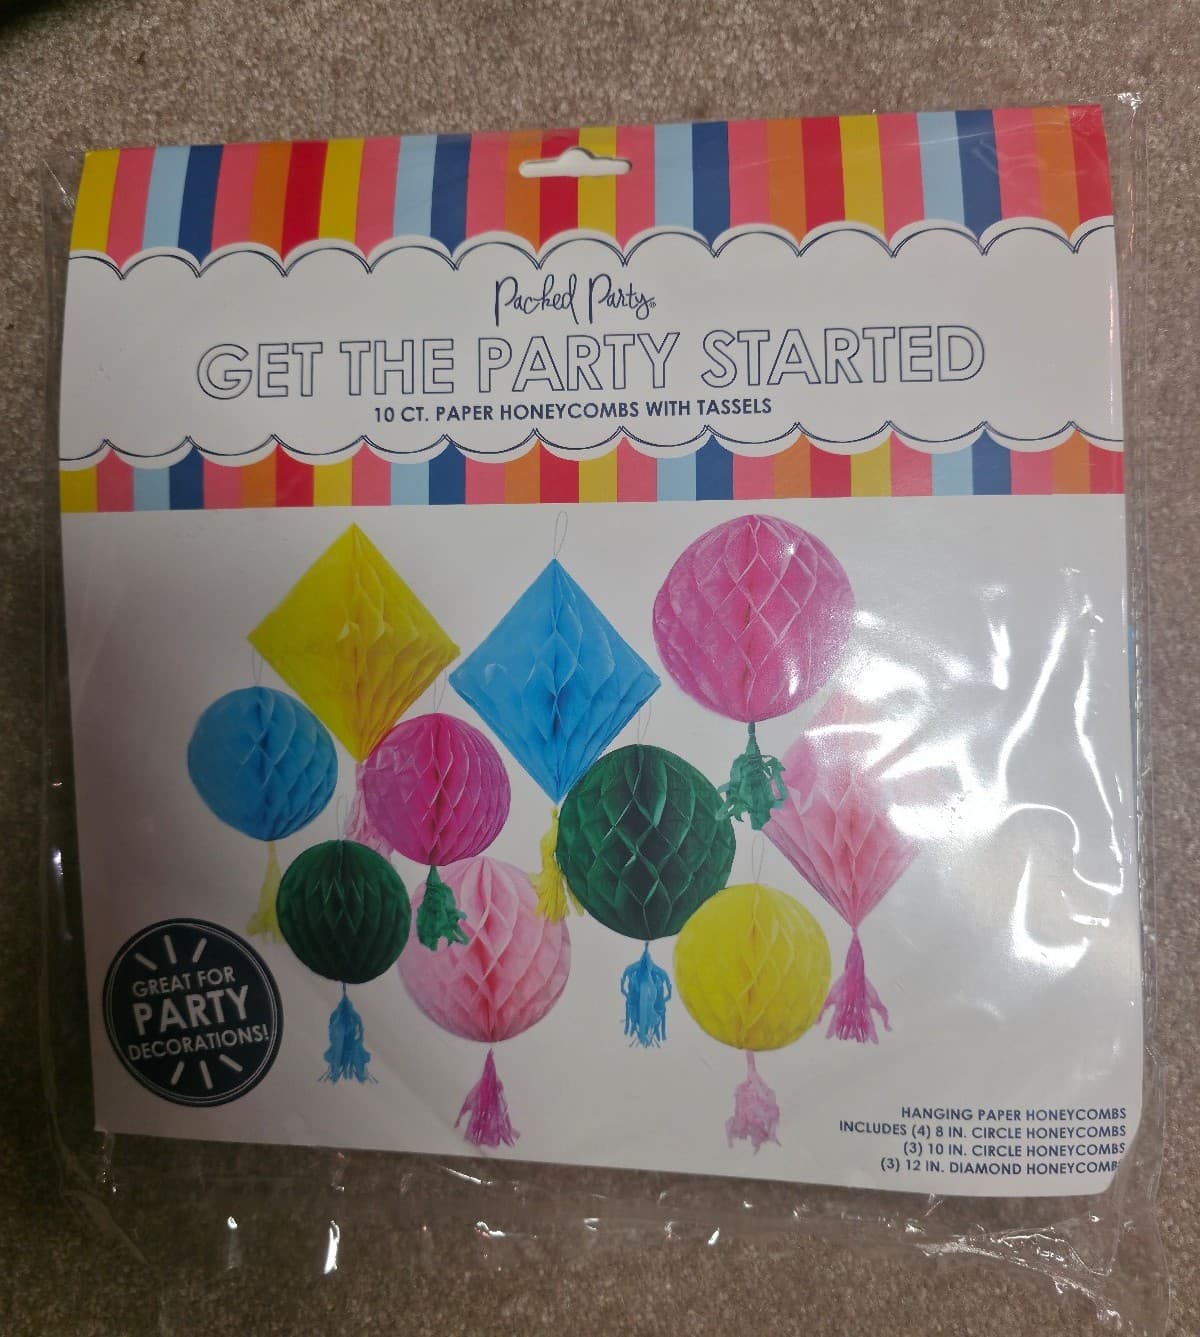 Packed Party®
GET THE PARTY STARTED
10 CT. PAPER HONEYCOMBS WITH TASSELS
GREAT FOR
PARTY
DECORATIONS!
HANGING PAPER HONEYCOMBS
INCLUDES (4) 8 IN. CIRCLE HONEYCOMBS
(3) 10 IN. CIRCLE HONEYCOMBS
(3) 12 IN. DIAMOND HONEYCOMBS